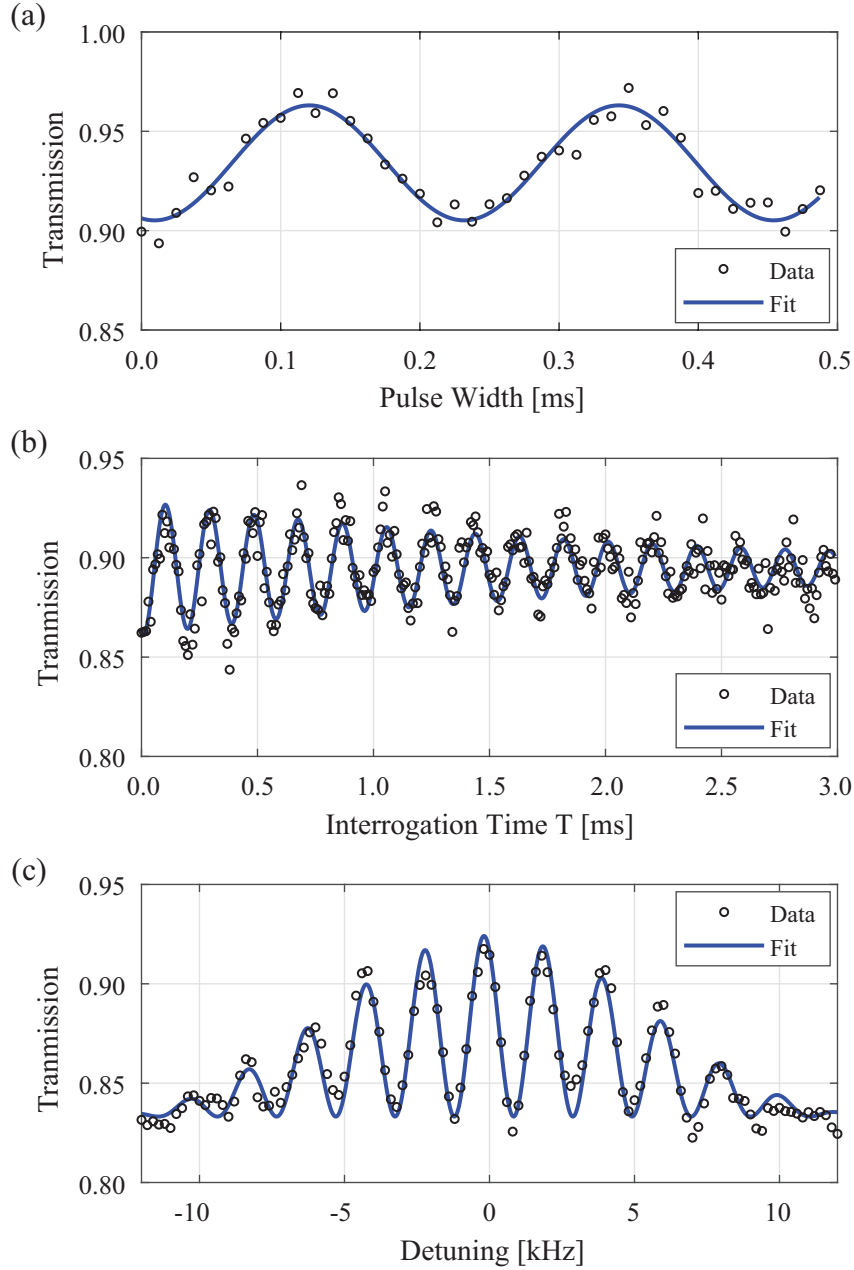 (a)
1.00
0.95
0.90
0.85
Transmission
Data
Fit
0.0 0.1 0.2 0.3 0.4 0.5
Pulse Width [ms]
(b)
0.95
0.90
0.85
0.80
Tranmission
Data
Fit
0.0 0.5 1.0 1.5 2.0 2.5 3.0
Interrogation Time T [ms]
(c)
0.95
0.90
0.85
0.80
Tranmission
Data
Fit
-10 -5 0 5 10
Detuning [kHz]